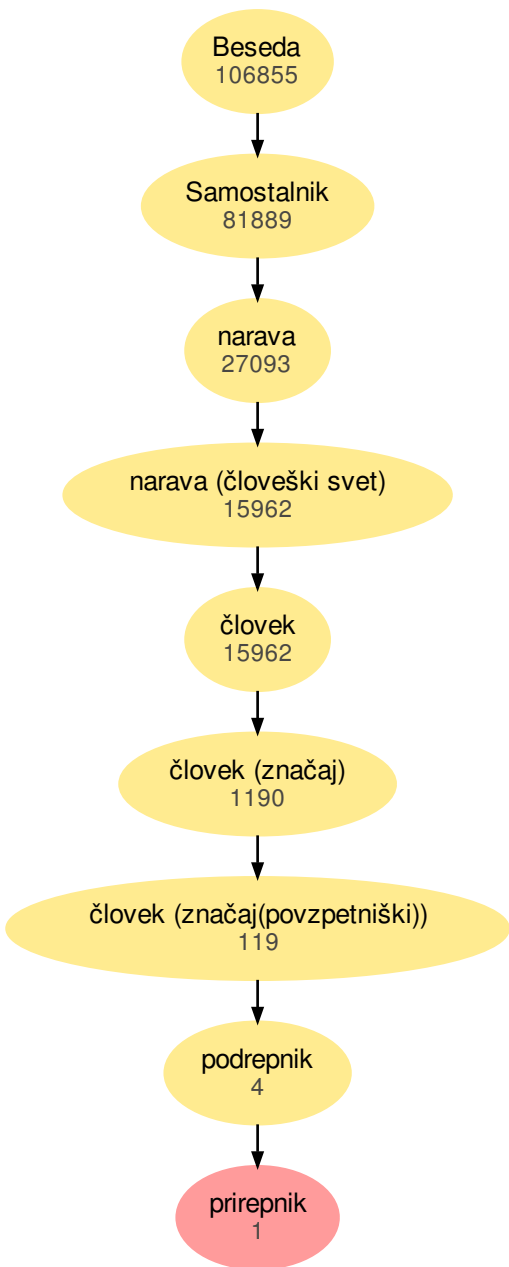 Beseda
106855
Samostalnik
81889
narava
27093
narava (človeški svet)
15962
človek
15962
človek (značaj)
1190
človek (značaj(povzpetniški))
119
podrepnik
4
prirepnik
1